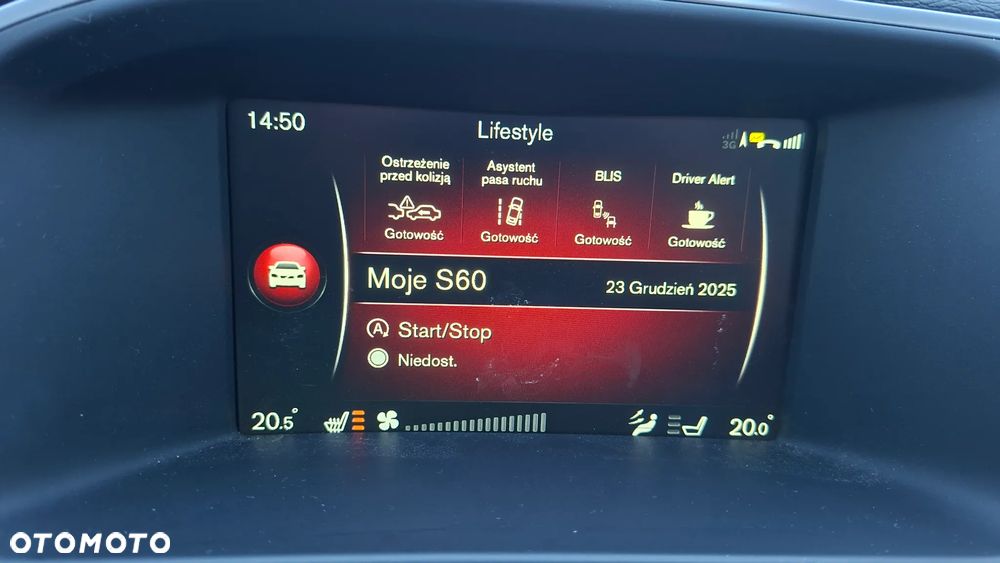 14:50
Lifestyle
3G
Ostrzeżenie
przed kolizją
Gotowość
Asystent
pasa ruchu
Gotowość
BLIS
Gotowość
Driver Alert
Gotowość
Moje S60
23 Grudzień 2025
A Start/Stop
Niedost.
20.5°
20.0°
OTOMOTO